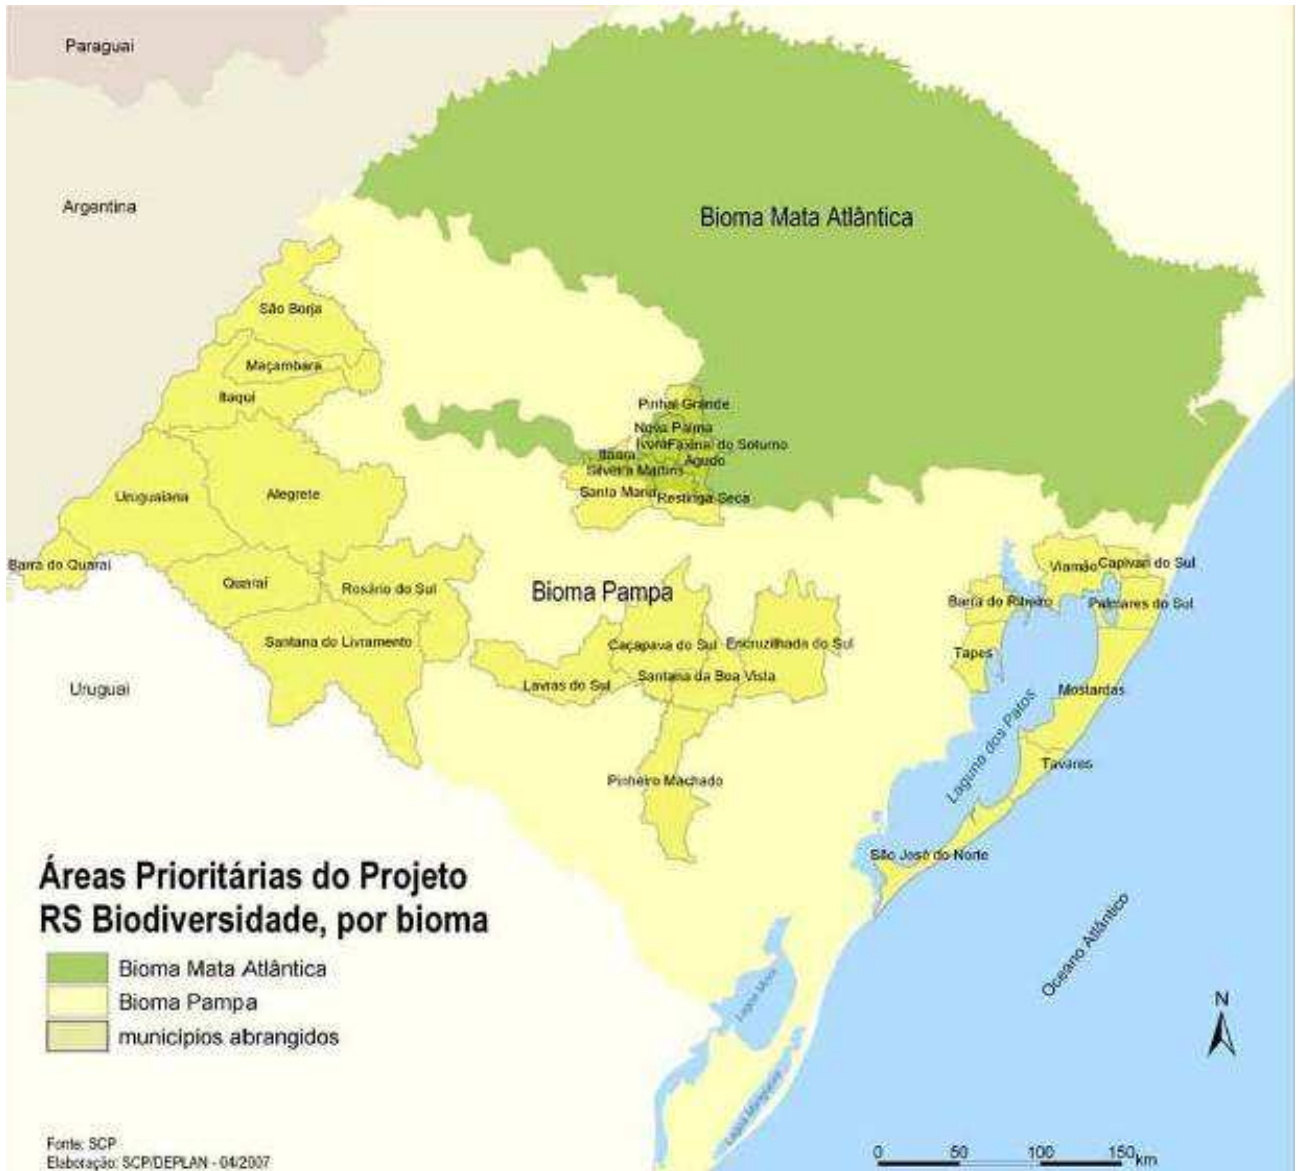 Paraguai
Argentina
Bioma Mata Atlântica
São Borja
Maçambara
Itaqui
Pinhal Grande
Nova Palma
Ivorá
Faxinal do Soturno
Itaara
Agudo
Silveira Martins
Santa Maria
Restinga Seca
Uruguaiana
Alegrete
Barra do Quaraí
Quaraí
Rosário do Sul
Bioma Pampa
Viamão
Capivari do Sul
Barra do Ribeiro
Palmares do Sul
Santana do Livramento
Caçapava do Sul
Encruzilhada do Sul
Tapes
Lavras do Sul
Santana da Boa Vista
Uruguai
Mostardas
Laguna dos Patos
Tavares
Pinheiro Machado
São José do Norte
Áreas Prioritárias do Projeto
RS Biodiversidade, por bioma
Bioma Mata Atlântica
Bioma Pampa
municípios abrangidos
Oceano Atlântico
Lagoa Mirim
Lagoa Mangueira
N
Fonte: SCP
Elaboração: SCP/DEPLAN - 04/2007
0 50 100 150 km